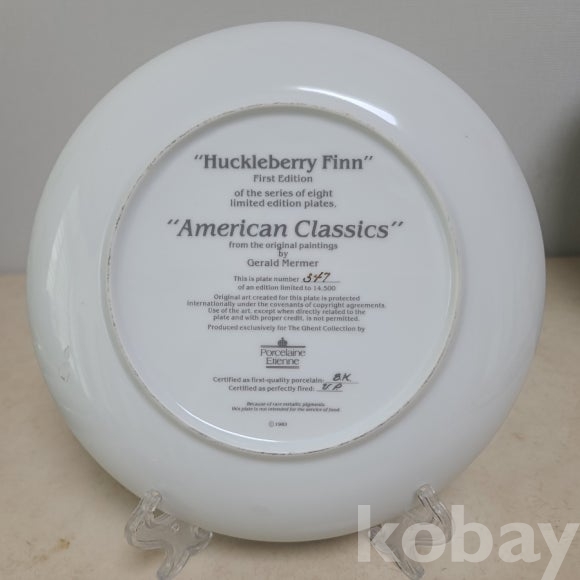 "Huckleberry Finn"
First Edition
of the series of eight
limited edition plates,
"American Classics"
from the original paintings
by
Gerald Mermer
This is plate number 347
of an edition limited to 14,500
Original art created for this plate is protected
internationally under the covenants of copyright agreements.
Use of the art, except when directly related to the
plate and with proper credit, is not permitted.
Produced exclusively for The Ghent Collection by
Porcelaine
Etienne
Certified as first-quality porcelain: B.K.
Certified as perfectly fired:
Because of rare metallic pigments,
this plate is not intended for the service of food.
© 1983
kobay